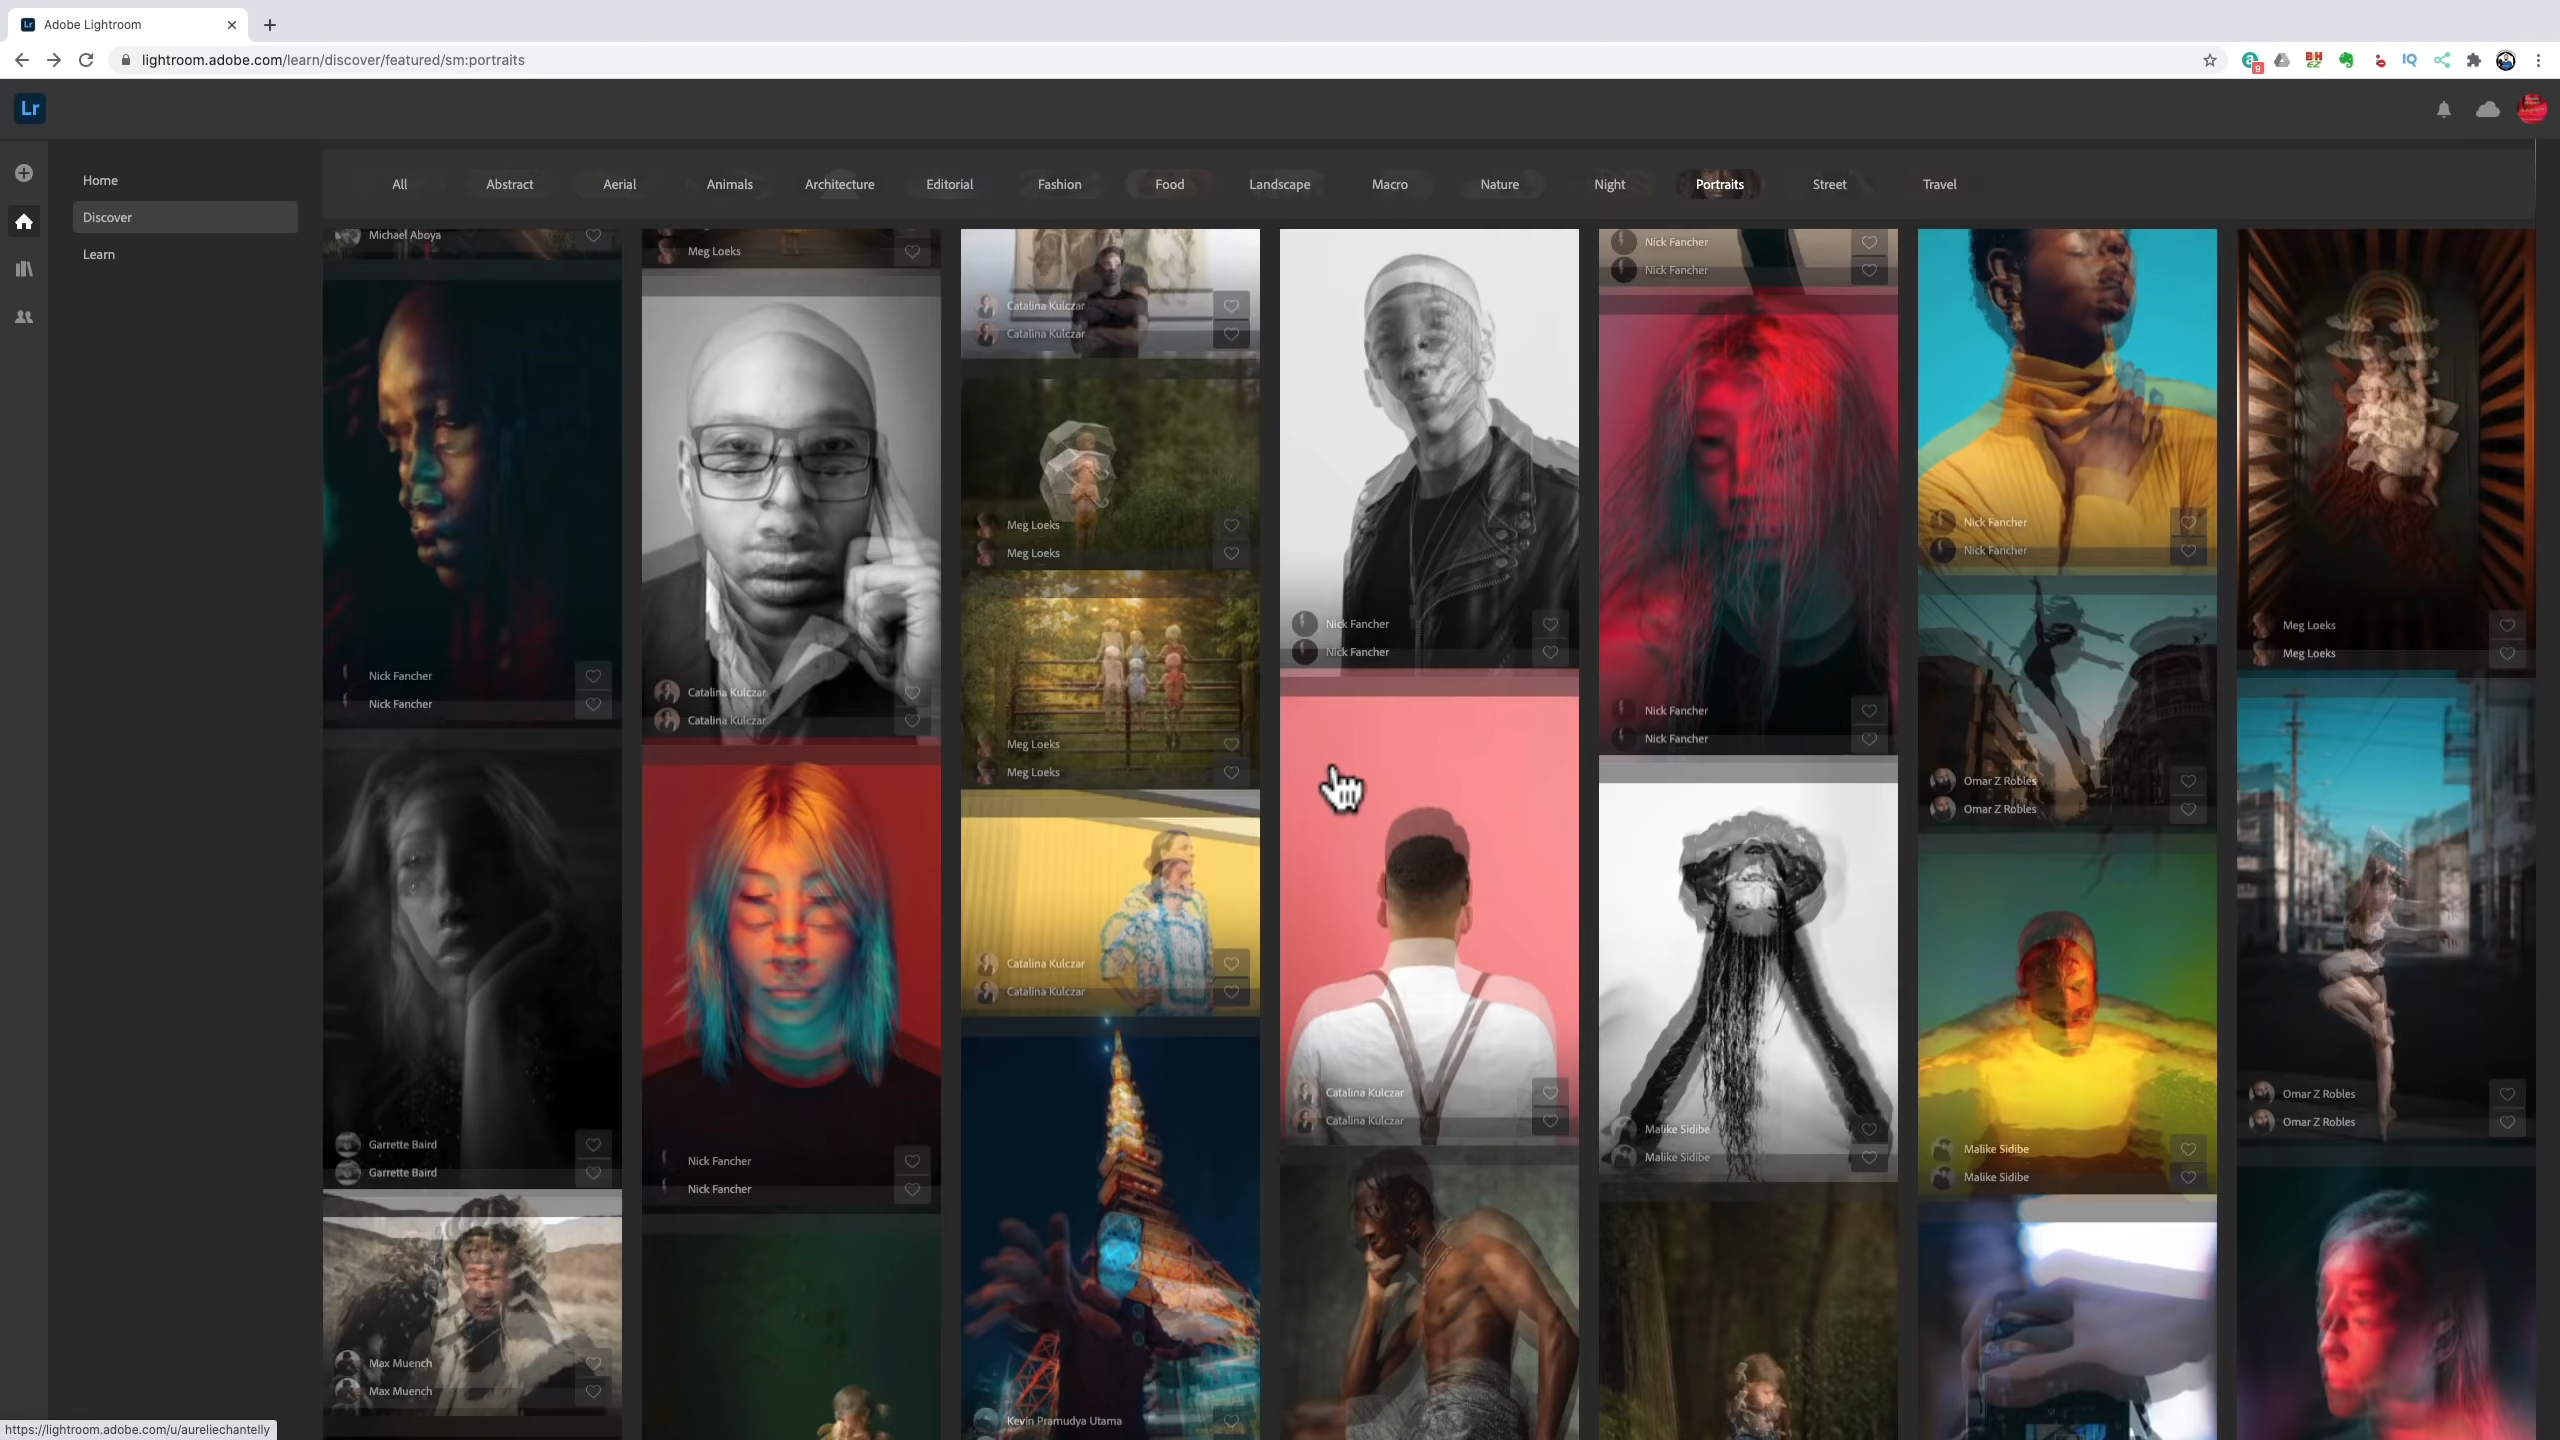 Adobe Lightroom
lightroom.adobe.com/learn/discover/featured/sm:portraits
9
BH
EZ
IQ
Lr
Home
Discover
Learn
All
Abstract
Aerial
Animals
Architecture
Editorial
Fashion
Food
Landscape
Macro
Nature
Night
Portraits
Street
Travel
Michael Aboya
Nick Fancher
Nick Fancher
Garrette Baird
Garrette Baird
Max Muench
Max Muench
Meg Loeks
Catalina Kulczar
Catalina Kulczar
Nick Fancher
Nick Fancher
Catalina Kulczar
Catalina Kulczar
Meg Loeks
Meg Loeks
Meg Loeks
Meg Loeks
Catalina Kulczar
Catalina Kulczar
Kevin Pramudya Utama
Nick Fancher
Nick Fancher
Catalina Kulczar
Catalina Kulczar
Nick Fancher
Nick Fancher
Nick Fancher
Nick Fancher
Malike Sidibe
Malike Sidibe
Nick Fancher
Nick Fancher
Omar Z Robles
Omar Z Robles
Malike Sidibe
Malike Sidibe
Meg Loeks
Meg Loeks
Omar Z Robles
Omar Z Robles
https://lightroom.adobe.com/u/aureliechantelly